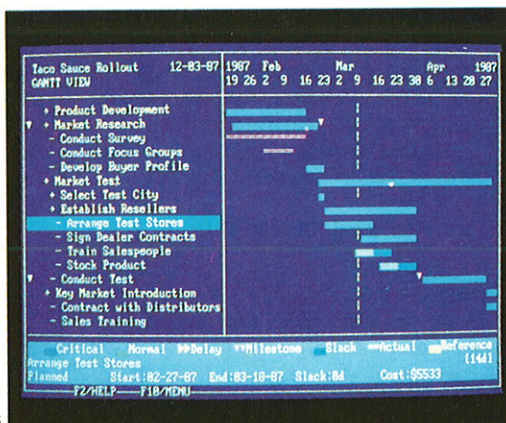 Taco Sauce Rollout 12-03-87 1987 Feb Mar Apr 1987
GANTT VIEW 19 26 2 9 16 23 2 9 16 23 30 6 13 20 27
+ Product Development
+ Market Research
- Conduct Survey
- Conduct Focus Groups
- Develop Buyer Profile
+ Market Test
+ Select Test City
+ Establish Resellers
- Arrange Test Stores
- Sign Dealer Contracts
- Train Salespeople
- Stock Product
- Conduct Test
+ Key Market Introduction
- Contract with Distributors
- Sales Training
Critical Normal Delay Milestone Slack Actual Reference
Arrange Test Stores [14d]
Planned Start:02-27-87 End:03-18-87 Slack:0d Cost:$5533
F2/HELP F10/MENU